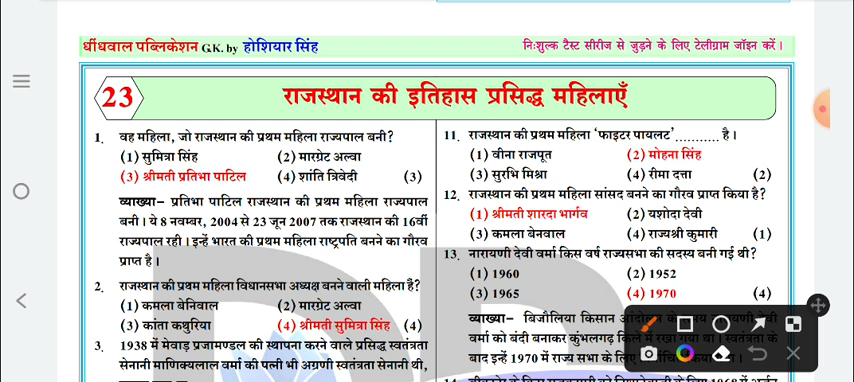 धींधवाल पब्लिकेशन G.K. by होशियार सिंह
निःशुल्क टैस्ट सीरीज से जुड़ने के लिए टेलीग्राम जॉइन करें।
23
राजस्थान की इतिहास प्रसिद्ध महिलाएँ
1. वह महिला, जो राजस्थान की प्रथम महिला राज्यपाल बनी?
(1) सुमित्रा सिंह (2) मारग्रेट अल्वा
(3) श्रीमती प्रतिभा पाटिल (4) शांति त्रिवेदी (3)
व्याख्या– प्रतिभा पाटिल राजस्थान की प्रथम महिला राज्यपाल
बनी। ये 8 नवम्बर, 2004 से 23 जून 2007 तक राजस्थान की 16वीं
राज्यपाल रही। इन्हें भारत की प्रथम महिला राष्ट्रपति बनने का गौरव
प्राप्त है।
2. राजस्थान की प्रथम महिला विधानसभा अध्यक्ष बनने वाली महिला है?
(1) कमला बेनिवाल (2) मारग्रेट अल्वा
(3) कांता कथुरिया (4) श्रीमती सुमित्रा सिंह (4)
3. 1938 में मेवाड़ प्रजामण्डल की स्थापना करने वाले प्रसिद्ध स्वतंत्रता
सेनानी माणिक्यलाल वर्मा की पत्नी भी अग्रणी स्वतंत्रता सेनानी थी,
11. राजस्थान की प्रथम महिला ‘फाइटर पायलट’........... है।
(1) वीना राजपूत (2) मोहना सिंह
(3) सुरभि मिश्रा (4) रीमा दत्ता (2)
12. राजस्थान की प्रथम महिला सांसद बनने का गौरव प्राप्त किया है?
(1) श्रीमती शारदा भार्गव (2) यशोदा देवी
(3) कमला बेनवाल (4) राज्यश्री कुमारी (1)
13. नारायणी देवी वर्मा किस वर्ष राज्यसभा की सदस्य बनी गई थी?
(1) 1960 (2) 1952
(3) 1965 (4) 1970 (4)
व्याख्या– बिजौलिया किसान
वर्मा को बंदी बनाकर कुंभलगढ़ किले में रखा गया था। स्वतंत्रता के
बाद इन्हें 1970 में राज्य सभा के लिए